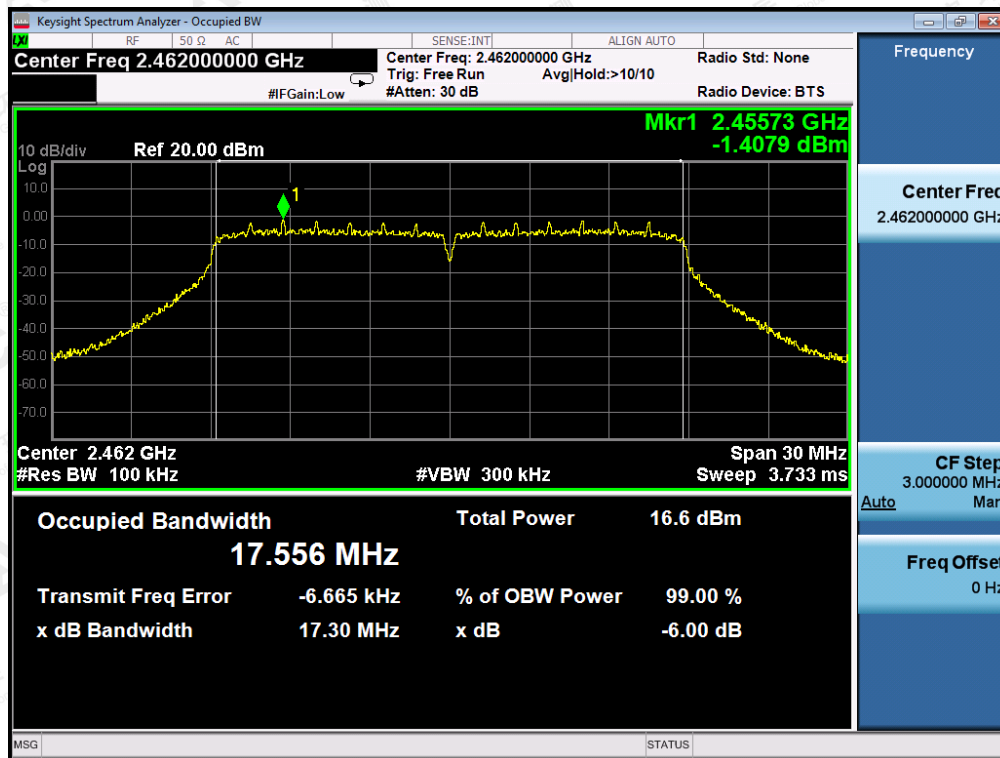 Keysight Spectrum Analyzer - Occupied BW
LXI RF 50 Ω AC SENSE:INT ALIGN AUTO
Center Freq 2.462000000 GHz
Center Freq: 2.462000000 GHz Radio Std: None
Trig: Free Run Avg|Hold:>10/10
#IFGain:Low #Atten: 30 dB Radio Device: BTS
Mkr1 2.45573 GHz
-1.4079 dBm
10 dB/div Ref 20.00 dBm
Log
10.0
1
0.00
-10.0
-20.0
-30.0
-40.0
-50.0
-60.0
-70.0
Center 2.462 GHz Span 30 MHz
#Res BW 100 kHz #VBW 300 kHz Sweep 3.733 ms
Occupied Bandwidth Total Power 16.6 dBm
17.556 MHz
Transmit Freq Error -6.665 kHz % of OBW Power 99.00 %
x dB Bandwidth 17.30 MHz x dB -6.00 dB
MSG STATUS
Frequency
Center Freq
2.462000000 GHz
CF Step
3.000000 MHz
Auto Man
Freq Offset
0 Hz